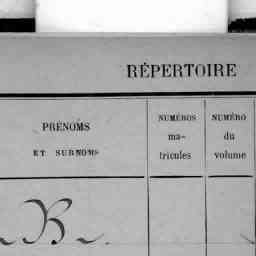 RÉPERTOIRE
PRÉNOMS
ET SURNOMS
NUMÉROS
ma-
tricules
NUMÉRO
du
volume
B